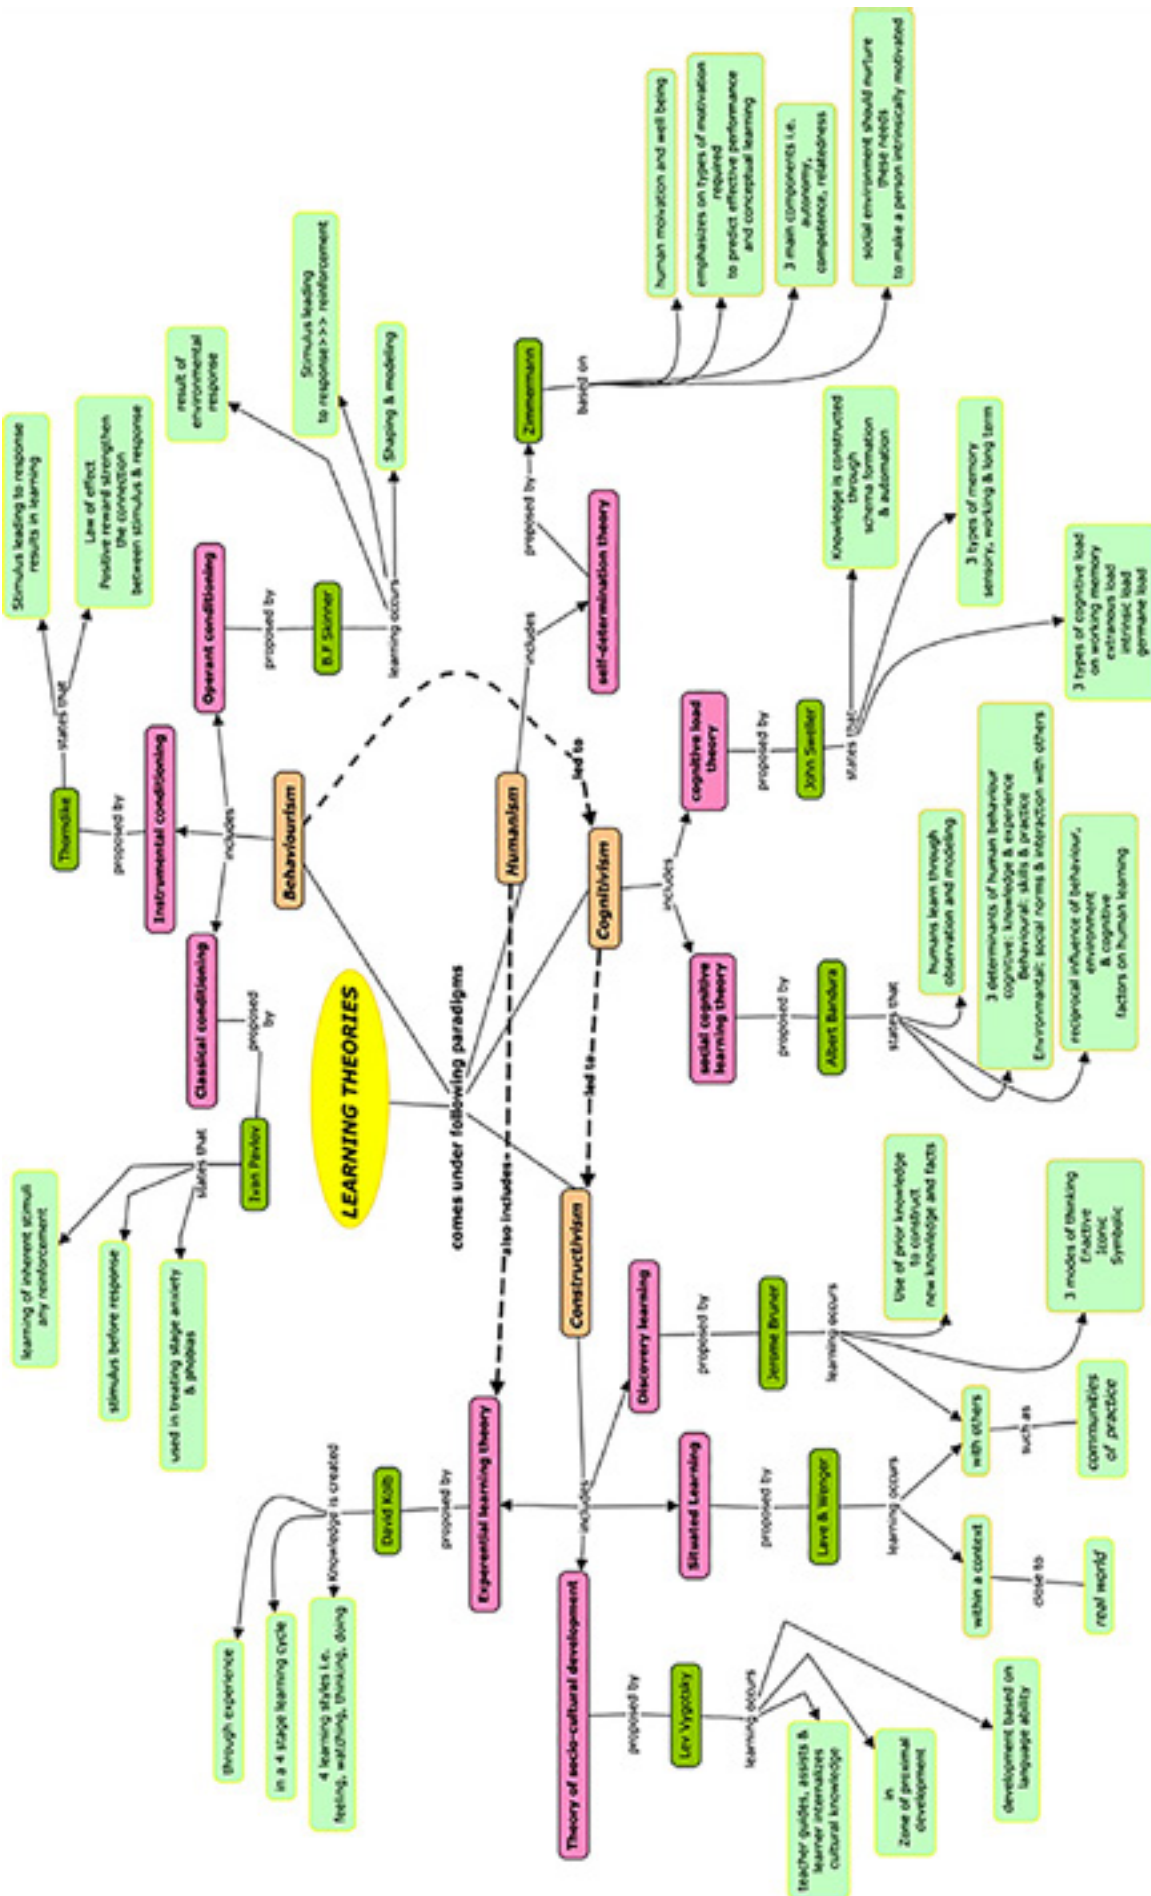 LEARNING THEORIES
comes under following paradigms
Behaviourism
includes
Classical conditioning
proposed
by
Ivan Pavlov
states that
learning of inherent stimuli
any reinforcement
stimulus before response
used in treating stage anxiety
& phobias
Instrumental conditioning
proposed by
Thorndike
states that
Stimulus leading to response
results in learning
Law of effect
Positive reward strengthen
the connection
between stimulus & response
Operant conditioning
proposed by
B.F Skinner
learning occurs
result of
environmental
response
Stimulus leading
to response>>> reinforcement
Shaping & modeling
led to
Humanism
includes
self-determination theory
proposed by
Zimmermann
based on
human moivation and well being
emphasizes on types of motivation
required
to predict effective performance
and conceptual learning
3 main components i.e.
autonomy,
competence, relatedness
social environment should nurture
these needs
to make a person intrinsically motivated
also includes
Cognitivism
includes
cognitive load
theory
proposed by
John Sweller
states that
Knowledge is constructed
through
schema formation
& automation
3 types of memory
sensory, working & long term
3 types of cognitive load
on working memory
extranous load
intrinsic load
germane load
social cognitive
learning theory
proposed by
Albert Bandura
states that
humans learn through
observation and modeling
3 determinants of human behaviour
cognitive: knowledge & experience
Behavioural: skills & practice
Environmantal: social norms & interaction with others
reciprocal influence of behaviour,
environment
& cognitive
factors on human learning
led to
Constructivism
includes
Experential learning theory
proposed by
David Kolb
Knowledge is created
through experience
in a 4 stage learning cycle
4 learning styles i.e.
feeling, watching, thinking, doing
Discovery learning
proposed by
Jerome Bruner
learning occurs
Use of prior knowledge
to construct
new knowledge and facts
3 modes of thinking
Enactive
Iconic
Symbolic
with others
such as
communities
of practice
Situated Learning
proposed by
Lave & Wenger
learning occurs
within a context
close to
real world
Theory of socio-cultural development
proposed by
Lev Vygotsky
learning occurs
teacher guides, assists &
learner internalizes
cultural knowledge
in
Zone of proximal
development
development based on
language ability